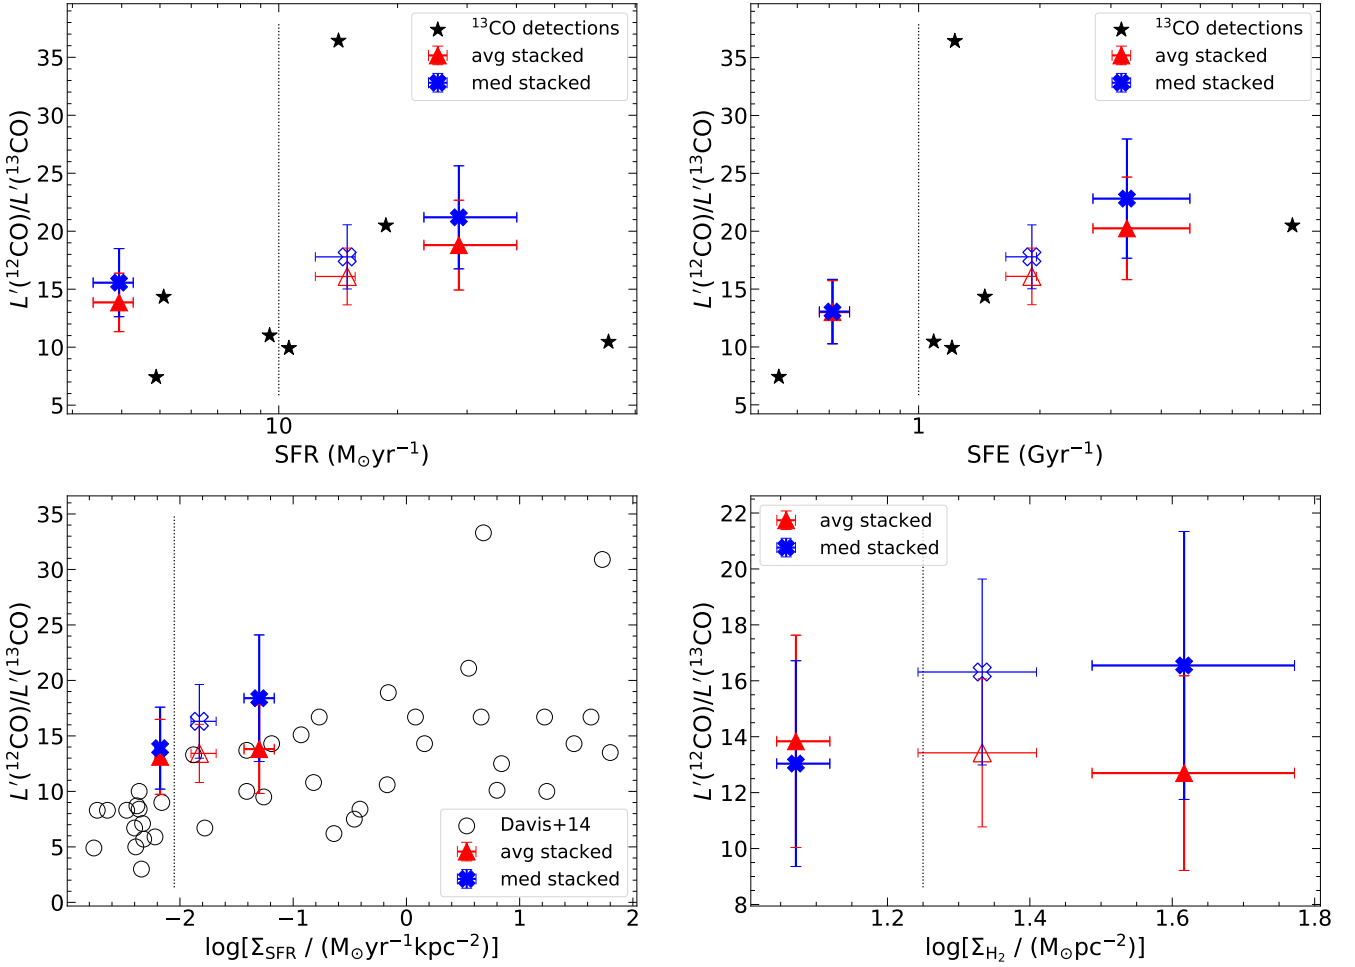 35
30
25
20
15
10
5
L′(¹²CO)/L′(¹³CO)
10
SFR (M⊙yr⁻¹)
¹³CO detections
avg stacked
med stacked
35
30
25
20
15
10
5
L′(¹²CO)/L′(¹³CO)
1
SFE (Gyr⁻¹)
¹³CO detections
avg stacked
med stacked
35
30
25
20
15
10
5
0
L′(¹²CO)/L′(¹³CO)
−2 −1 0 1 2
log[Σ_SFR / (M⊙yr⁻¹kpc⁻²)]
Davis+14
avg stacked
med stacked
22
20
18
16
14
12
10
8
L′(¹²CO)/L′(¹³CO)
1.2 1.4 1.6 1.8
log[Σ_H₂ / (M⊙pc⁻²)]
avg stacked
med stacked